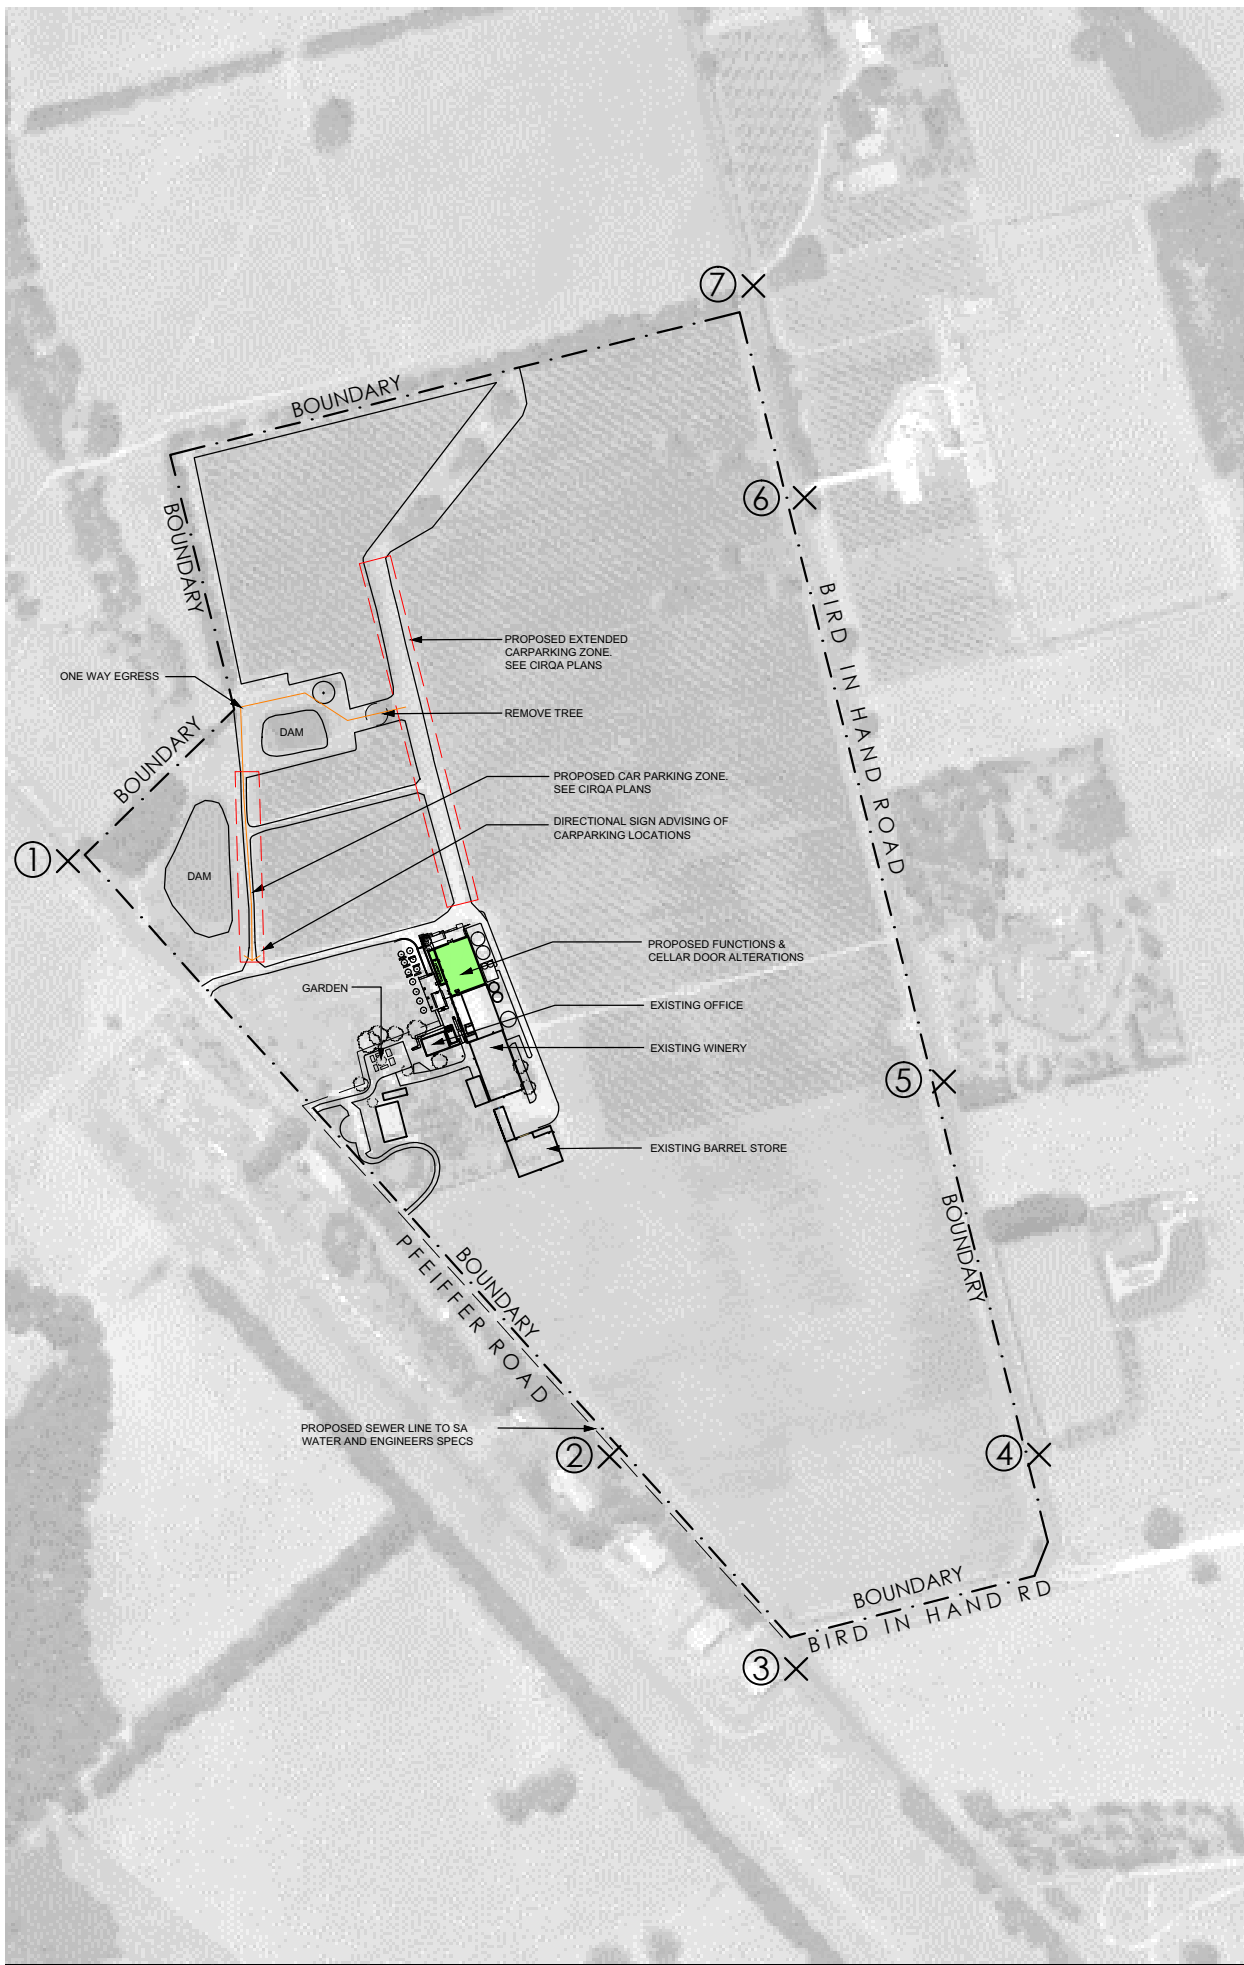 7
BOUNDARY
6
BOUNDARY
BIRD IN HAND ROAD
PROPOSED EXTENDED
CARPARKING ZONE.
SEE CIRQA PLANS
ONE WAY EGRESS
REMOVE TREE
DAM
BOUNDARY
PROPOSED CAR PARKING ZONE.
SEE CIRQA PLANS
DIRECTIONAL SIGN ADVISING OF
CARPARKING LOCATIONS
1
DAM
PROPOSED FUNCTIONS &
CELLAR DOOR ALTERATIONS
GARDEN
EXISTING OFFICE
EXISTING WINERY
5
EXISTING BARREL STORE
BOUNDARY
BOUNDARY
PFEIFFER ROAD
PROPOSED SEWER LINE TO SA
WATER AND ENGINEERS SPECS
2
4
BOUNDARY
BIRD IN HAND RD
3